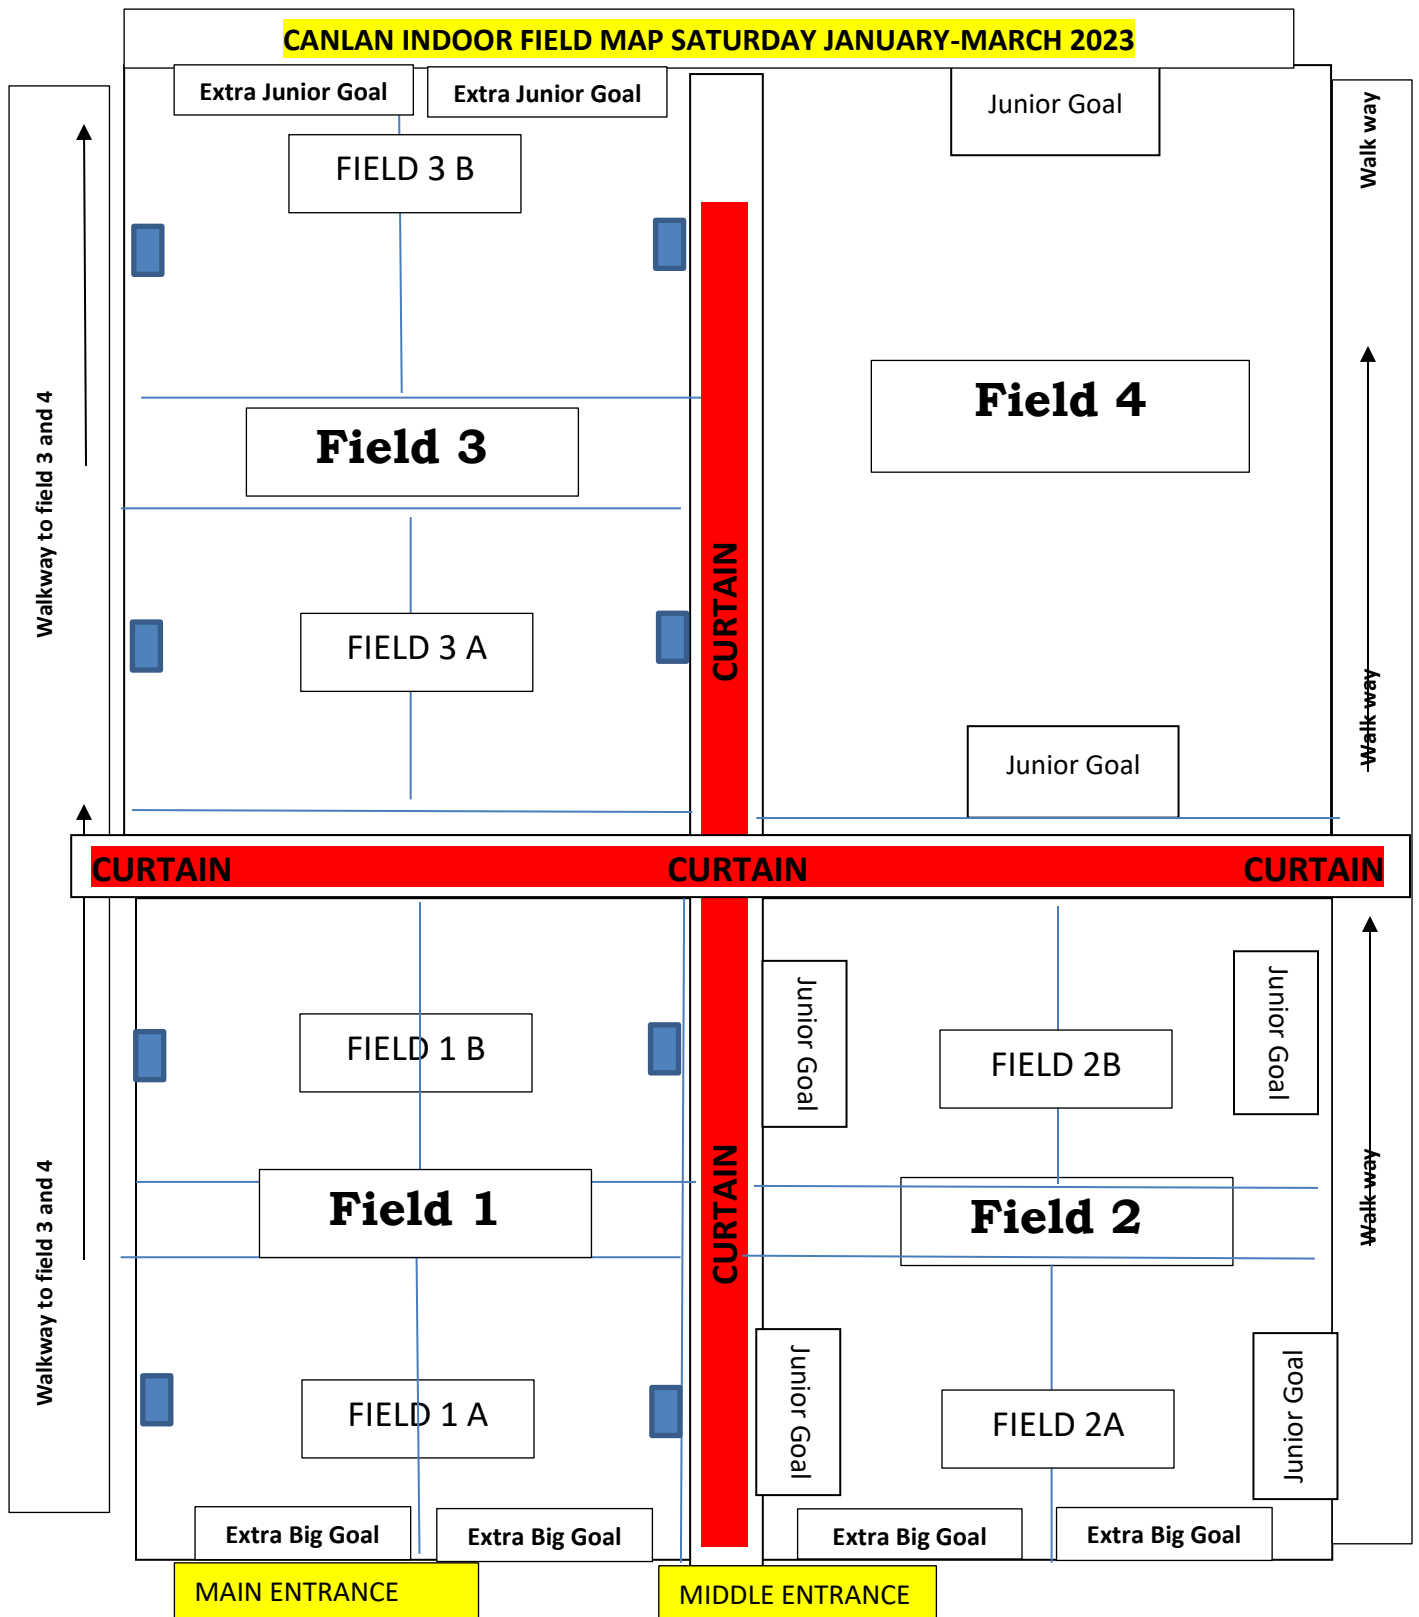 CANLAN INDOOR FIELD MAP SATURDAY JANUARY-MARCH 2023
Extra Junior Goal
Extra Junior Goal
Junior Goal
Walk way
FIELD 3 B
Field 4
Field 3
Walkway to field 3 and 4
CURTAIN
FIELD 3 A
Walk way
Junior Goal
CURTAIN CURTAIN CURTAIN
Junior Goal
Junior Goal
FIELD 1 B
FIELD 2B
Walkway to field 3 and 4
Field 1
CURTAIN
Field 2
Walk way
Junior Goal
Junior Goal
FIELD 1 A
FIELD 2A
Extra Big Goal
Extra Big Goal
Extra Big Goal
Extra Big Goal
MAIN ENTRANCE
MIDDLE ENTRANCE